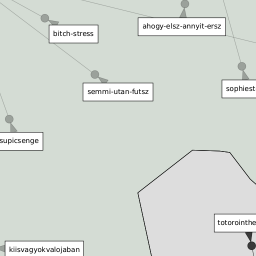 ahogy-elsz-annyit-ersz
bitch-stress
semmi-utan-futsz
sophiest
supicsenge
totorointhe
kiisvagyokvalojaban